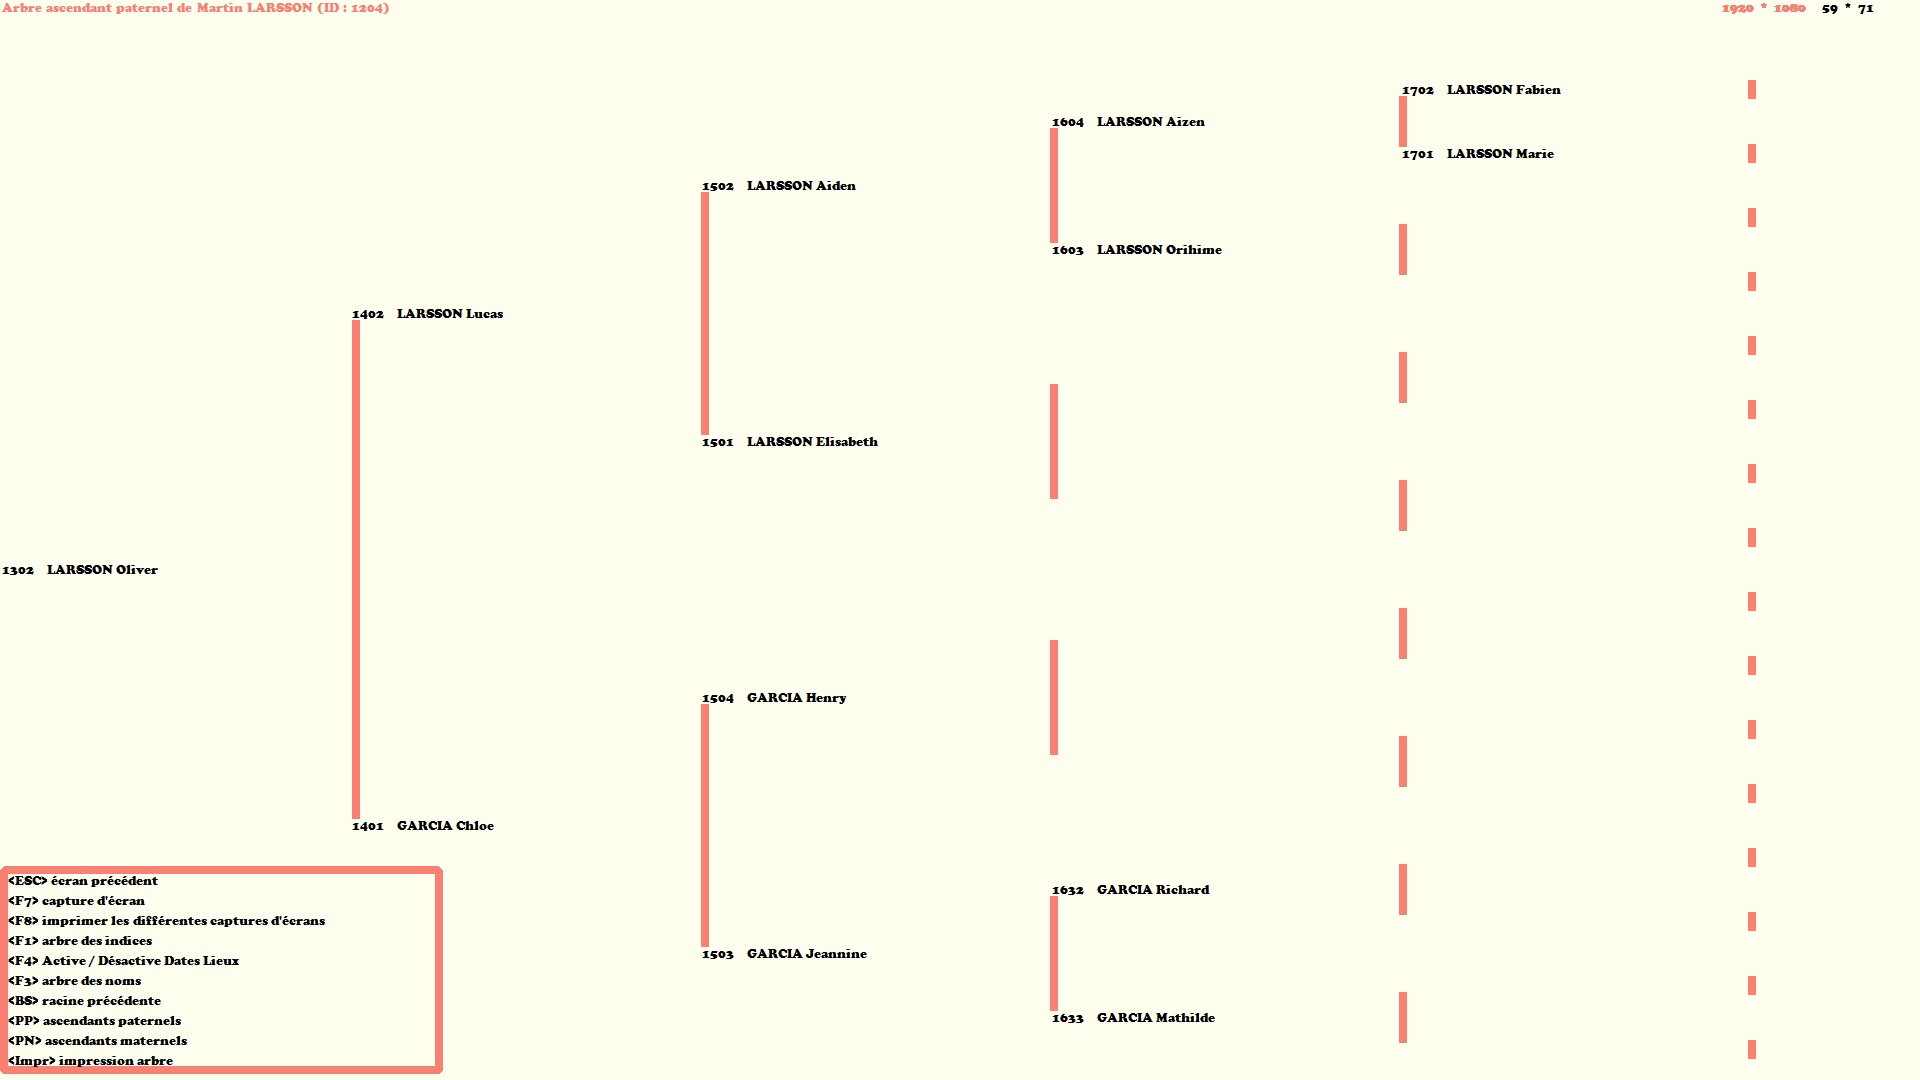 Arbre ascendant paternel de Martin LARSSON (ID : 1204)
1920 * 1080 59 * 71
1702 LARSSON Fabien
1604 LARSSON Aizen
1701 LARSSON Marie
1502 LARSSON Aiden
1603 LARSSON Orihime
1402 LARSSON Lucas
1501 LARSSON Elisabeth
1302 LARSSON Oliver
1504 GARCIA Henry
1401 GARCIA Chloe
1632 GARCIA Richard
1503 GARCIA Jeannine
1633 GARCIA Mathilde
<ESC> écran précédent
<F7> capture d'écran
<F8> imprimer les différentes captures d'écrans
<F1> arbre des indices
<F4> Active / Désactive Dates Lieux
<F3> arbre des noms
<BS> racine précédente
<PP> ascendants paternels
<PN> ascendants maternels
<Impr> impression arbre